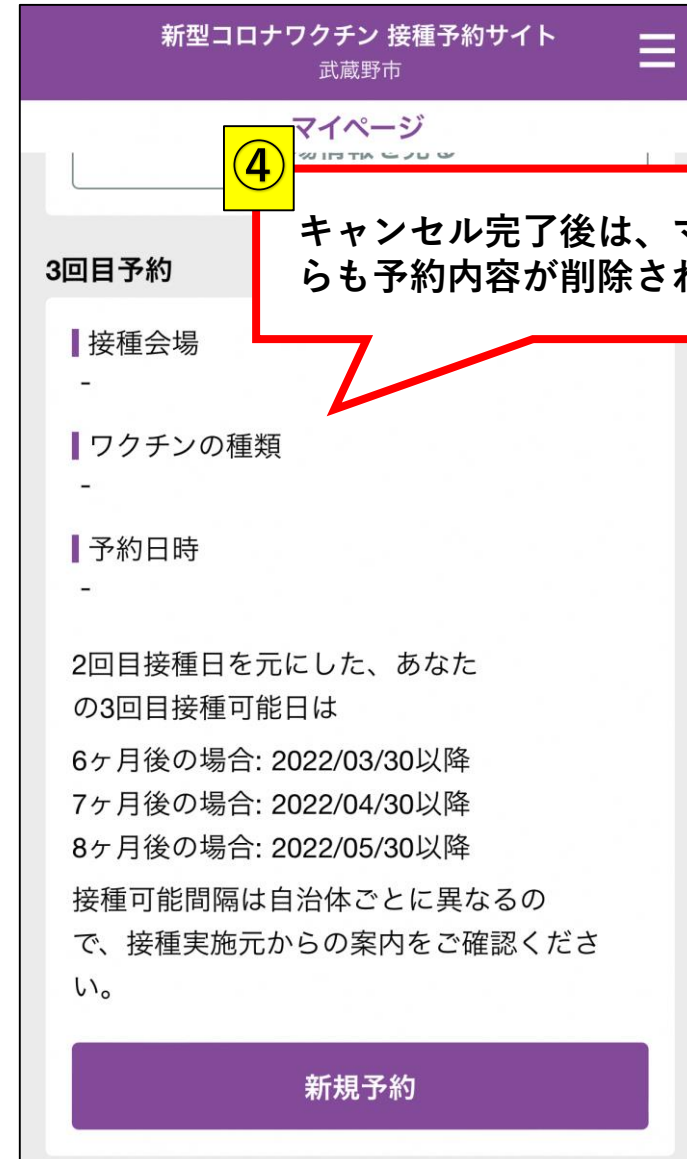 新型コロナワクチン 接種予約サイト
武蔵野市
マイページ
④
キャンセル完了後は、
らも予約内容が削除さ
3回目予約
接種会場
-
ワクチンの種類
-
予約日時
-
2回目接種日を元にした、あなた
の3回目接種可能日は
6ヶ月後の場合: 2022/03/30以降
7ヶ月後の場合: 2022/04/30以降
8ヶ月後の場合: 2022/05/30以降
接種可能間隔は自治体ごとに異なるの
で、接種実施元からの案内をご確認くださ
い。
新規予約